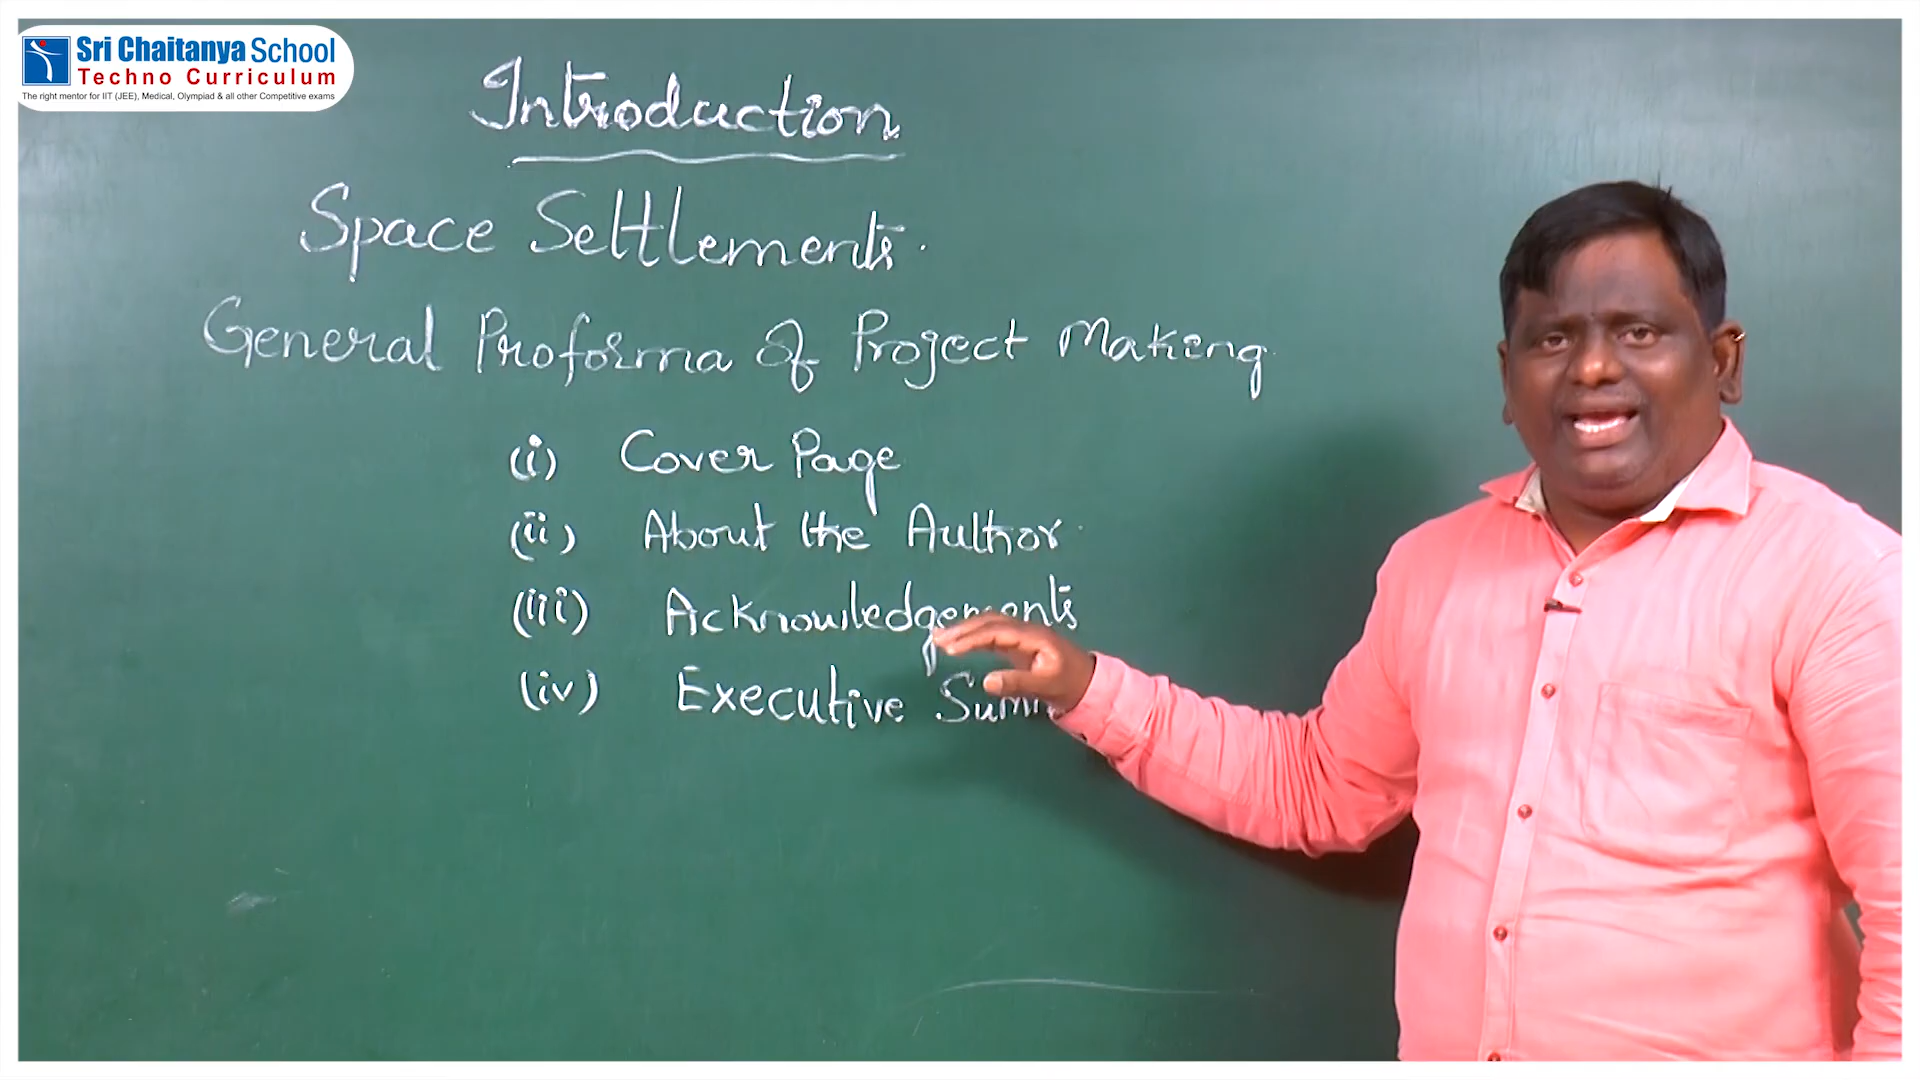 Sri Chaitanya School
Techno Curriculum
The right mentor for IIT (JEE), Medical, Olympiad & all other Competitive exams
Introduction
Space Settlements.
General Proforma of Project Making
(i) Cover Page
(ii) About the Author
(iii) Acknowledgements
(iv) Executive